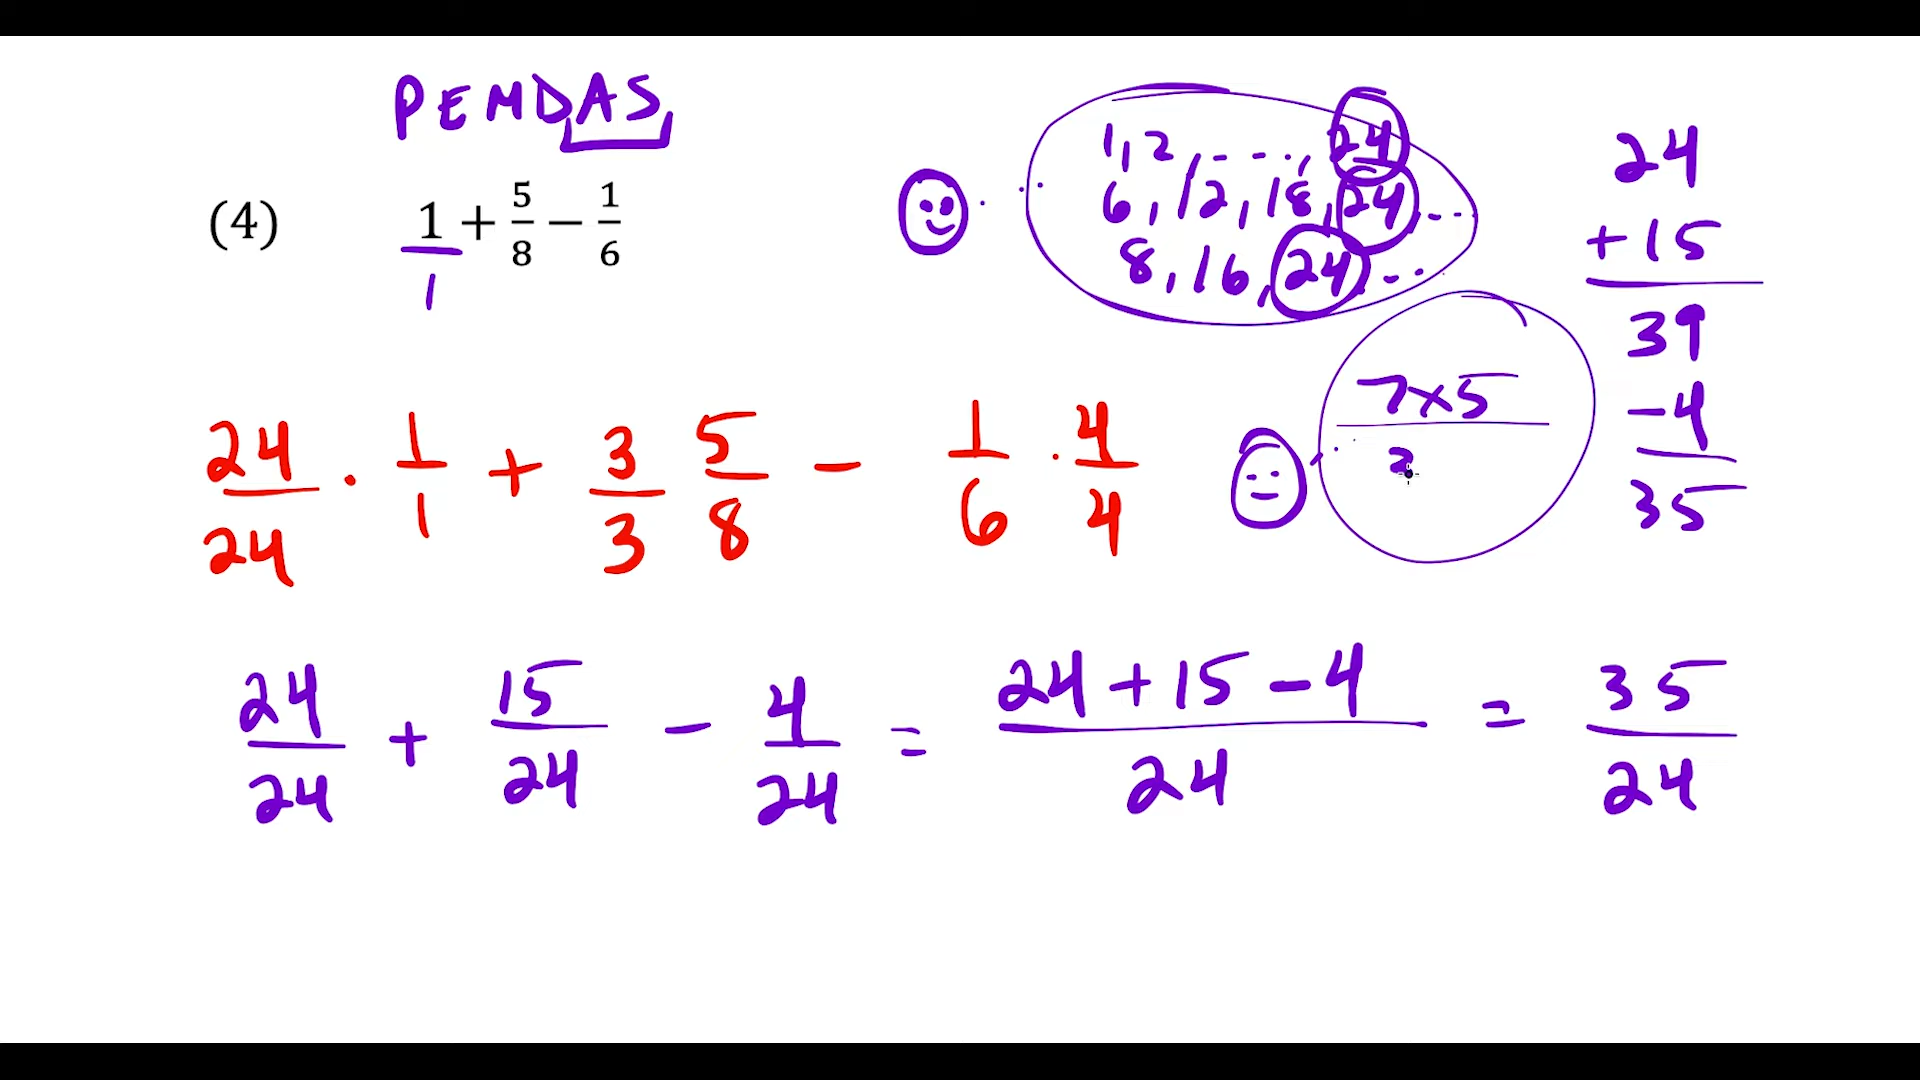 PEMDAS
(4) 1/1 + 5/8 − 1/6
1, 2, - - - ., 24
6, 12, 18, 24, - - -
8, 16, 24, - - .
24
+ 15
39
- 4
35
7 x 5
24/24 · 1/1 + 3/3 5/8 − 1/6 · 4/4
24/24 + 15/24 − 4/24 = 24 + 15 − 4/24 = 35/24